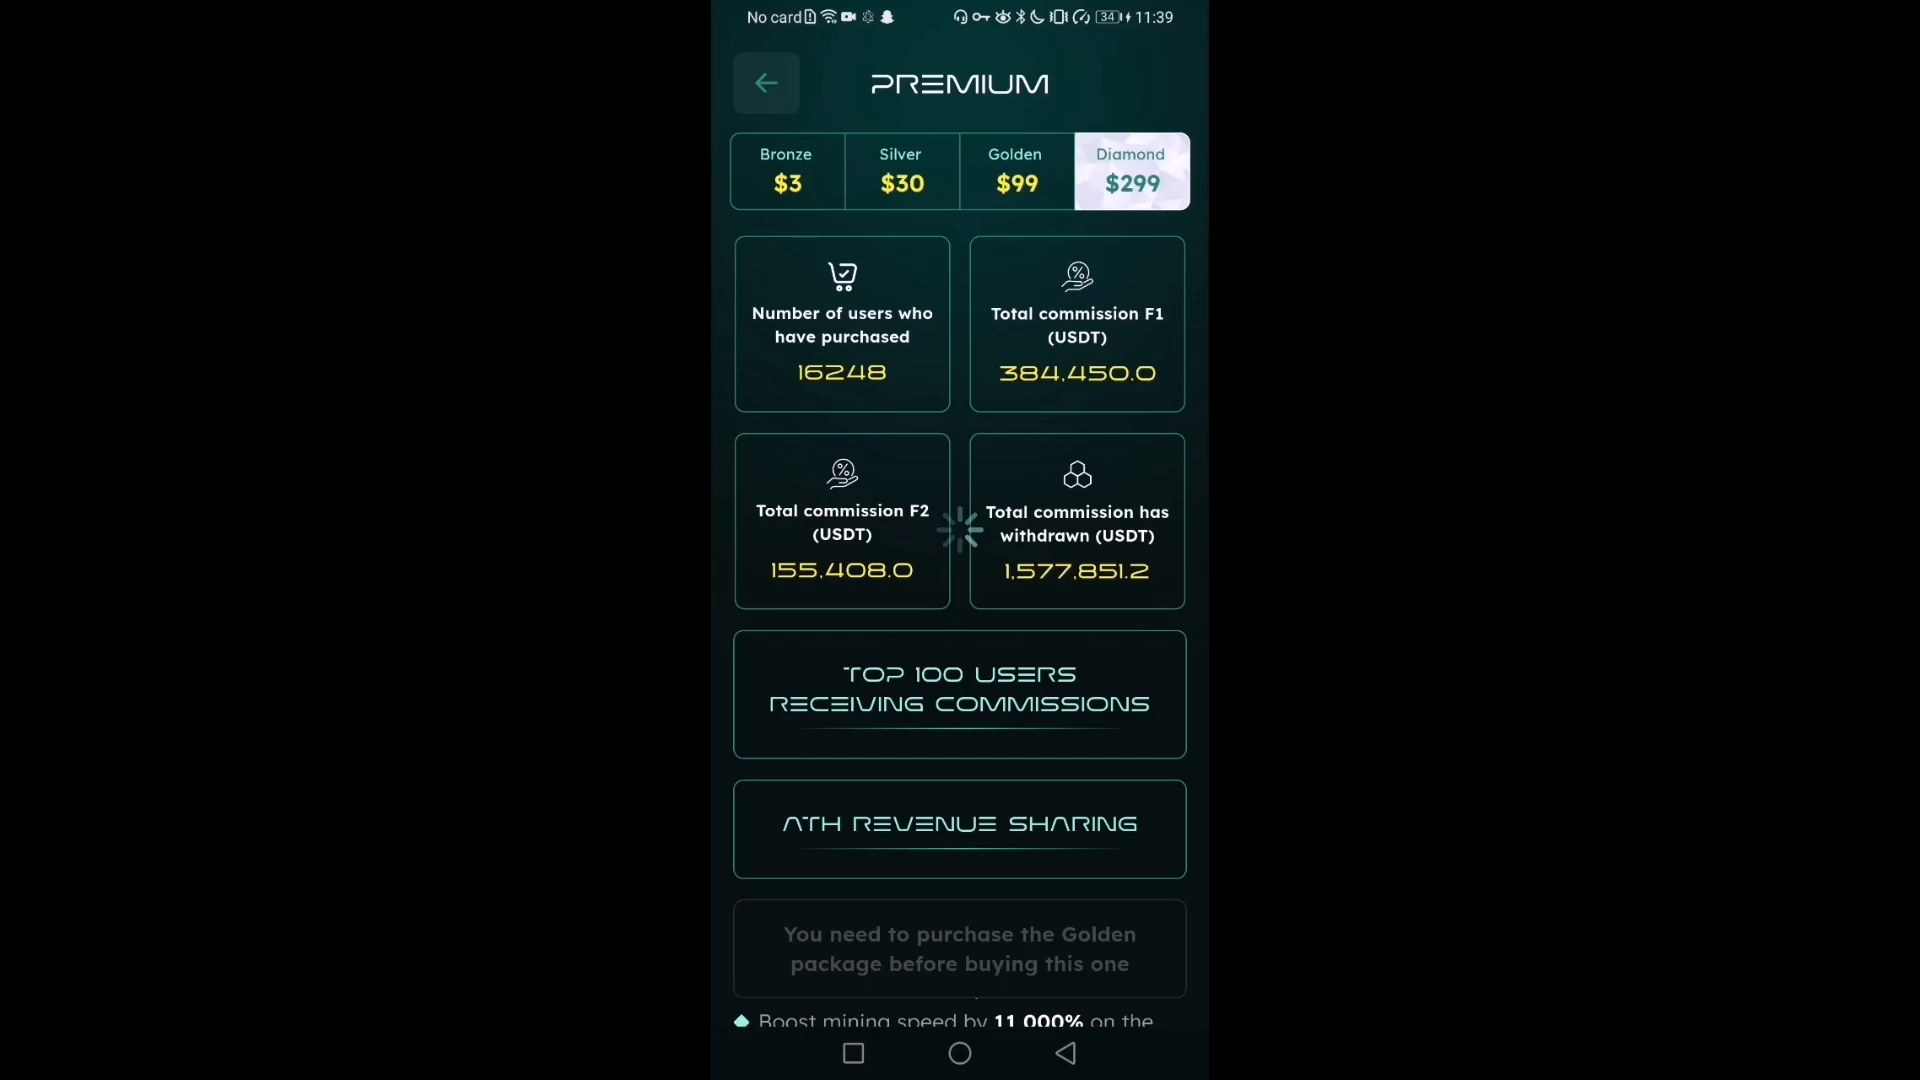 No card 34 11:39
PREMIUM
Bronze Silver Golden Diamond
$3 $30 $99 $299
Number of users who
have purchased
16248
Total commission F1
(USDT)
384,450.0
Total commission F2
(USDT)
155,408.0
Total commission has
withdrawn (USDT)
1,577,851.2
TOP 100 USERS
RECEIVING COMMISSIONS
ATH REVENUE SHARING
You need to purchase the Golden
package before buying this one
Boost mining speed by 11 000% on the